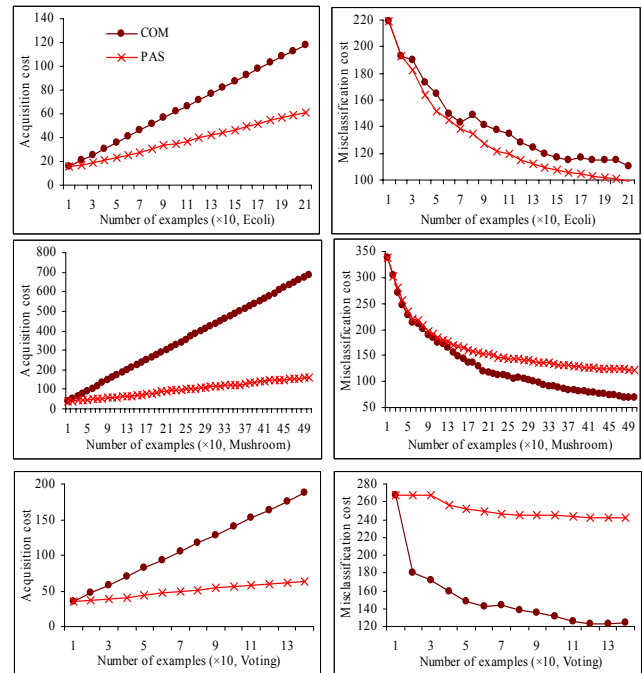 COM
PAS
Acquisition cost
140
120
100
80
60
40
20
0
1 3 5 7 9 11 13 15 17 19 21
Number of examples (×10, Ecoli)
Misclassification cost
220
200
180
160
140
120
100
1 3 5 7 9 11 13 15 17 19 21
Number of examples (×10, Ecoli)
Acquisition cost
800
700
600
500
400
300
200
100
0
1 5 9 13 17 21 25 29 33 37 41 45 49
Number of examples (×10, Mushroom)
Misclassification cost
350
300
250
200
150
100
50
1 5 9 13 17 21 25 29 33 37 41 45 49
Number of examples (×10, Mushroom)
Acquisition cost
200
150
100
50
0
1 3 5 7 9 11 13
Number of examples (×10, Voting)
Misclassification cost
280
260
240
220
200
180
160
140
120
1 3 5 7 9 11 13
Number of examples (×10, Voting)